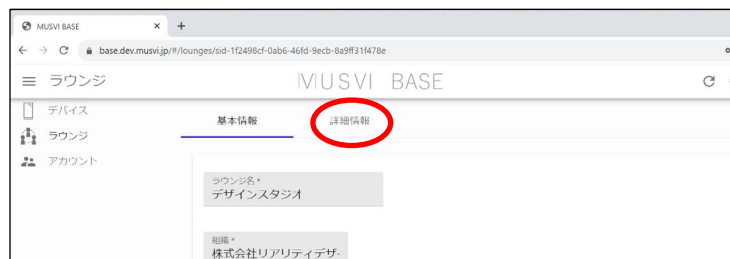 MUSVI BASE
base.dev.musvi.jp/#/lounges/sid-1f2498cf-0ab6-46fd-9ecb-8a9ff31f478e
ラウンジ
MUSVI BASE
デバイス
ラウンジ
アカウント
基本情報
詳細情報
ラウンジ名*
デザインスタジオ
組織*
株式会社リアリティデザ